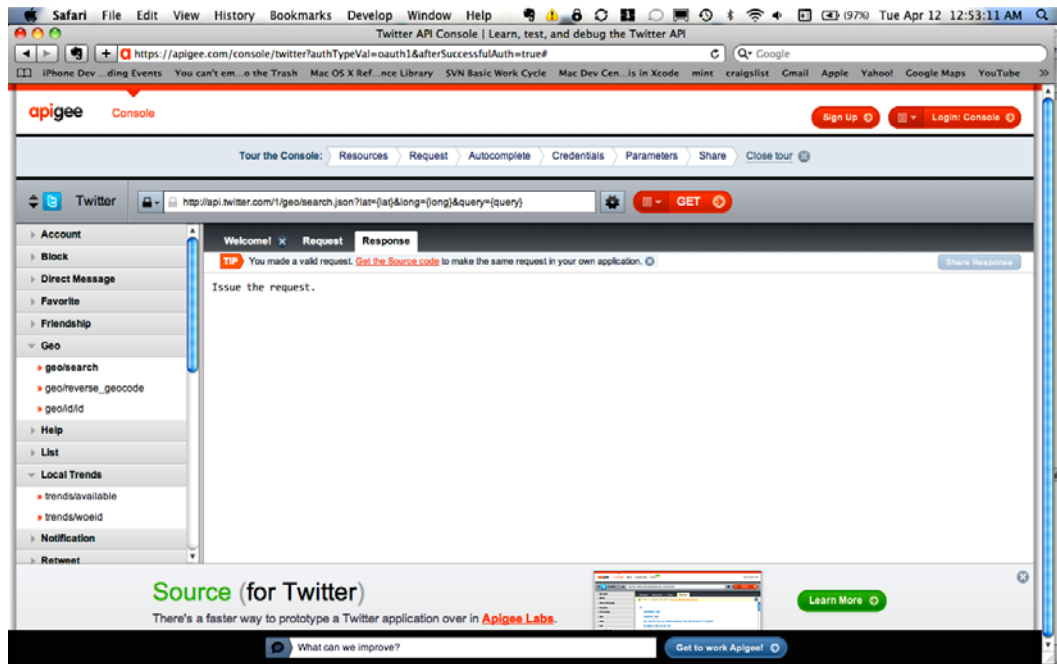 Safari File Edit View History Bookmarks Develop Window Help (97%) Tue Apr 12 12:53:11 AM
Twitter API Console | Learn, test, and debug the Twitter API
https://apigee.com/console/twitter?authTypeVal=oauth1&afterSuccessfulAuth=true# Google
iPhone Dev ...ding Events You can't em...o the Trash Mac OS X Ref...nce Library SVN Basic Work Cycle Mac Dev Cen...is in Xcode mint craigslist Gmail Apple Yahoo! Google Maps YouTube
apigee Console Sign Up Login: Console
Tour the Console: Resources Request Autocomplete Credentials Parameters Share Close tour
Twitter http://api.twitter.com/1/geo/search.json?lat={lat}&long={long}&query={query} GET
Account
Block
Direct Message
Favorite
Friendship
Geo
geo/search
geo/reverse_geocode
geo/id/id
Help
List
Local Trends
trends/available
trends/woeid
Notification
Retweet
Welcome! Request Response
TIP You made a valid request. Get the Source code to make the same request in your own application. Share Response
Issue the request.
Source (for Twitter)
There's a faster way to prototype a Twitter application over in Apigee Labs.
Learn More
What can we improve? Get to work Apigee!